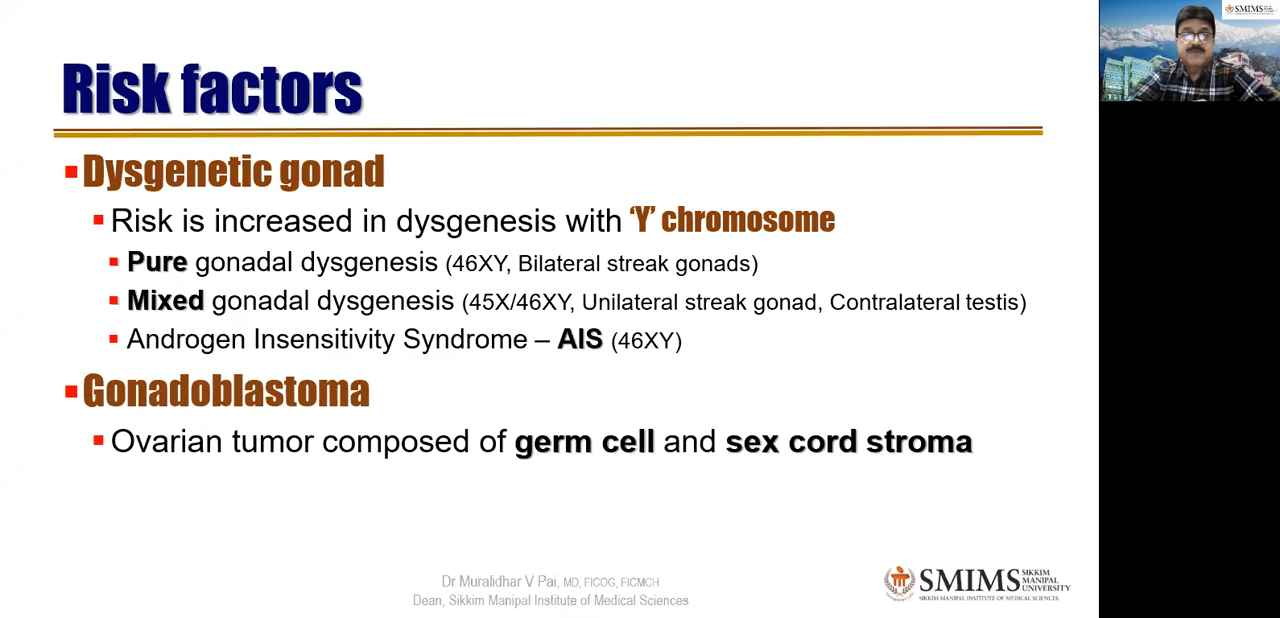 SMIMS
Risk factors
Dysgenetic gonad
Risk is increased in dysgenesis with ‘Y’ chromosome
Pure gonadal dysgenesis (46XY, Bilateral streak gonads)
Mixed gonadal dysgenesis (45X/46XY, Unilateral streak gonad, Contralateral testis)
Androgen Insensitivity Syndrome – AIS (46XY)
Gonadoblastoma
Ovarian tumor composed of germ cell and sex cord stroma
Dr Muralidhar V Pai, MD, FICOG, FICMCH
Dean, Sikkim Manipal Institute of Medical Sciences
SMIMS SIKKIM
MANIPAL
UNIVERSITY
SIKKIM MANIPAL INSTITUTE OF MEDICAL SCIENCES